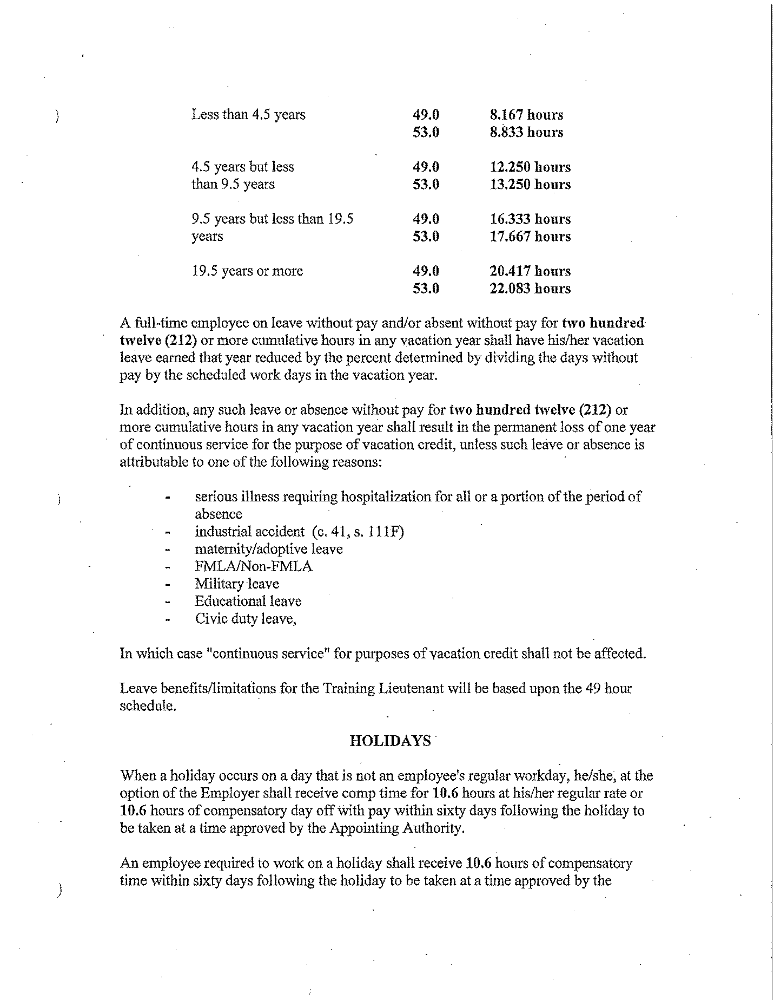 Less than 4.5 years 49.0 8.167 hours
53.0 8.833 hours
4.5 years but less 49.0 12.250 hours
than 9.5 years 53.0 13.250 hours
9.5 years but less than 19.5 49.0 16.333 hours
years 53.0 17.667 hours
19.5 years or more 49.0 20.417 hours
53.0 22.083 hours
A full-time employee on leave without pay and/or absent without pay for two hundred
twelve (212) or more cumulative hours in any vacation year shall have his/her vacation
leave earned that year reduced by the percent determined by dividing the days without
pay by the scheduled work days in the vacation year.
In addition, any such leave or absence without pay for two hundred twelve (212) or
more cumulative hours in any vacation year shall result in the permanent loss of one year
of continuous service for the purpose of vacation credit, unless such leave or absence is
attributable to one of the following reasons:
- serious illness requiring hospitalization for all or a portion of the period of
absence
- industrial accident (c. 41, s. 111F)
- maternity/adoptive leave
- FMLA/Non-FMLA
- Military leave
- Educational leave
- Civic duty leave,
In which case "continuous service" for purposes of vacation credit shall not be affected.
Leave benefits/limitations for the Training Lieutenant will be based upon the 49 hour
schedule.
HOLIDAYS
When a holiday occurs on a day that is not an employee's regular workday, he/she, at the
option of the Employer shall receive comp time for 10.6 hours at his/her regular rate or
10.6 hours of compensatory day off with pay within sixty days following the holiday to
be taken at a time approved by the Appointing Authority.
An employee required to work on a holiday shall receive 10.6 hours of compensatory
time within sixty days following the holiday to be taken at a time approved by the